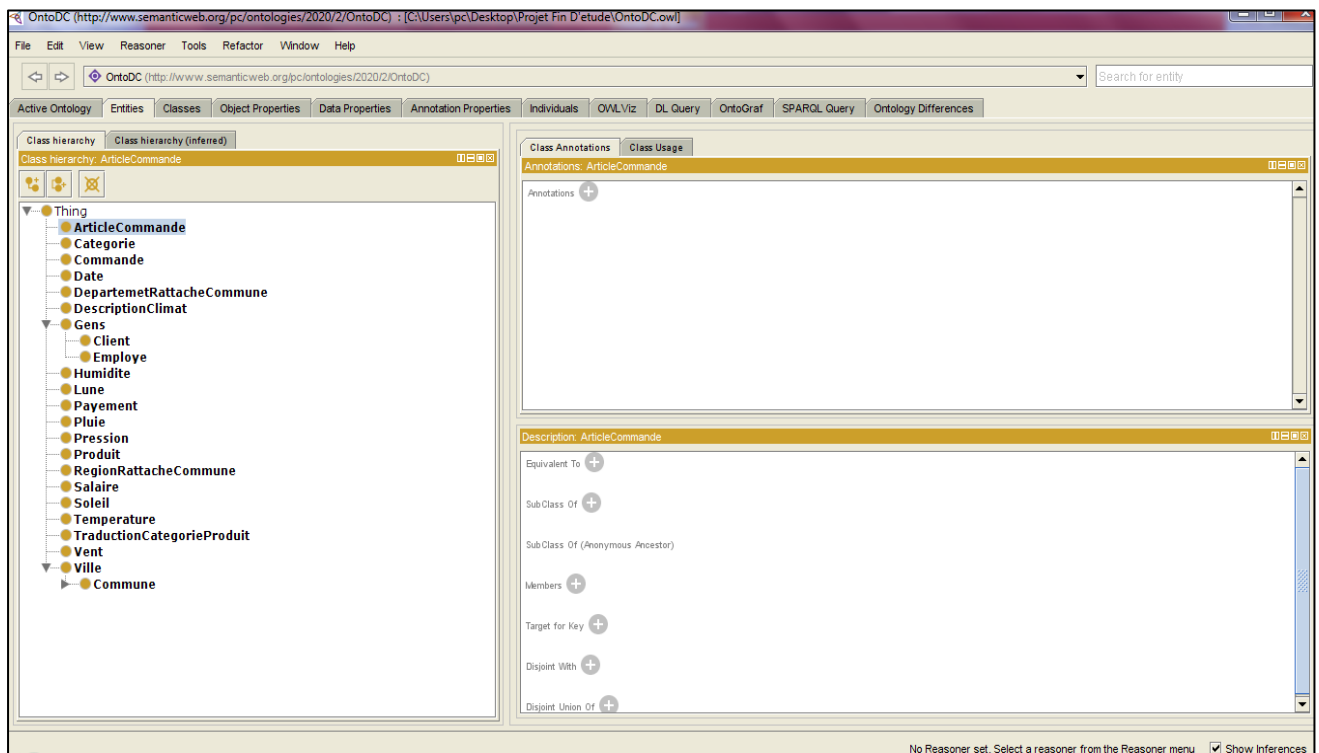 OntoDC (http://www.semanticweb.org/pc/ontologies/2020/2/OntoDC) : [C:\Users\pc\Desktop\Projet Fin D'etude\OntoDC.owl]
File Edit View Reasoner Tools Refactor Window Help
OntoDC (http://www.semanticweb.org/pc/ontologies/2020/2/OntoDC) Search for entity
Active Ontology Entities Classes Object Properties Data Properties Annotation Properties Individuals OWLViz DL Query OntoGraf SPARQL Query Ontology Differences
Class hierarchy Class hierarchy (inferred)
Class hierarchy: ArticleCommande
Thing
ArticleCommande
Categorie
Commande
Date
DepartemetRattacheCommune
DescriptionClimat
Gens
Client
Employe
Humidite
Lune
Payement
Pluie
Pression
Produit
RegionRattacheCommune
Salaire
Soleil
Temperature
TraductionCategorieProduit
Vent
Ville
Commune
Class Annotations Class Usage
Annotations: ArticleCommande
Annotations
Description: ArticleCommande
Equivalent To
SubClass Of
SubClass Of (Anonymous Ancestor)
Members
Target for Key
Disjoint With
Disjoint Union Of
No Reasoner set. Select a reasoner from the Reasoner menu Show Inferences